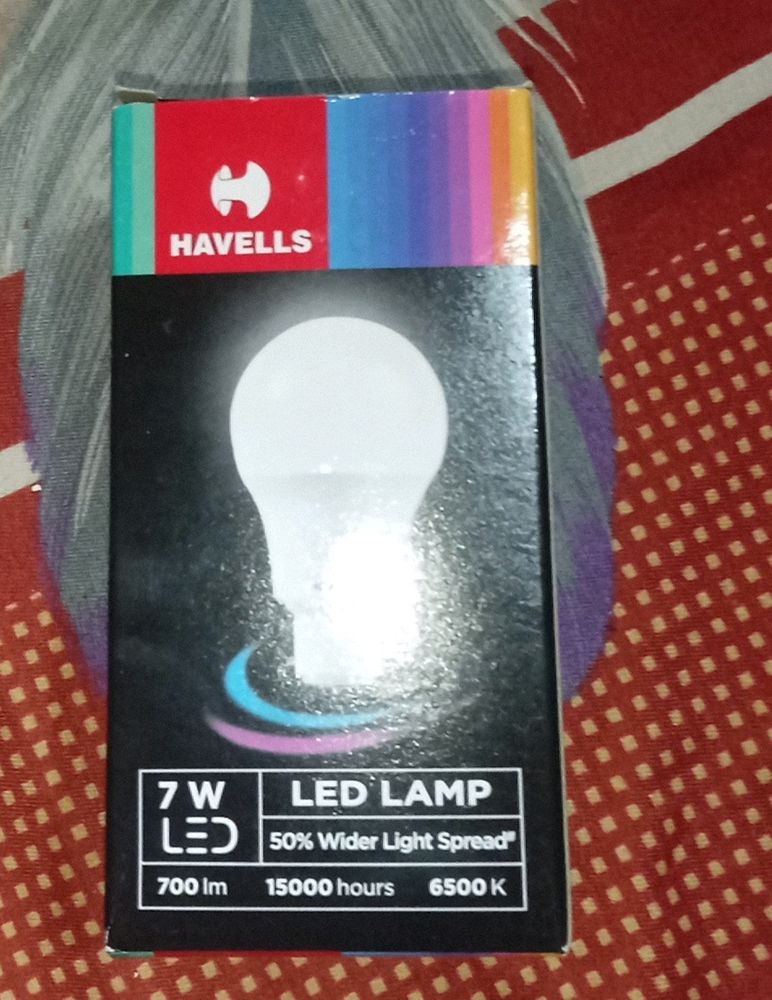 HAVELLS
7 W
LED
LED LAMP
50% Wider Light Spread#
700 lm 15000 hours 6500 K